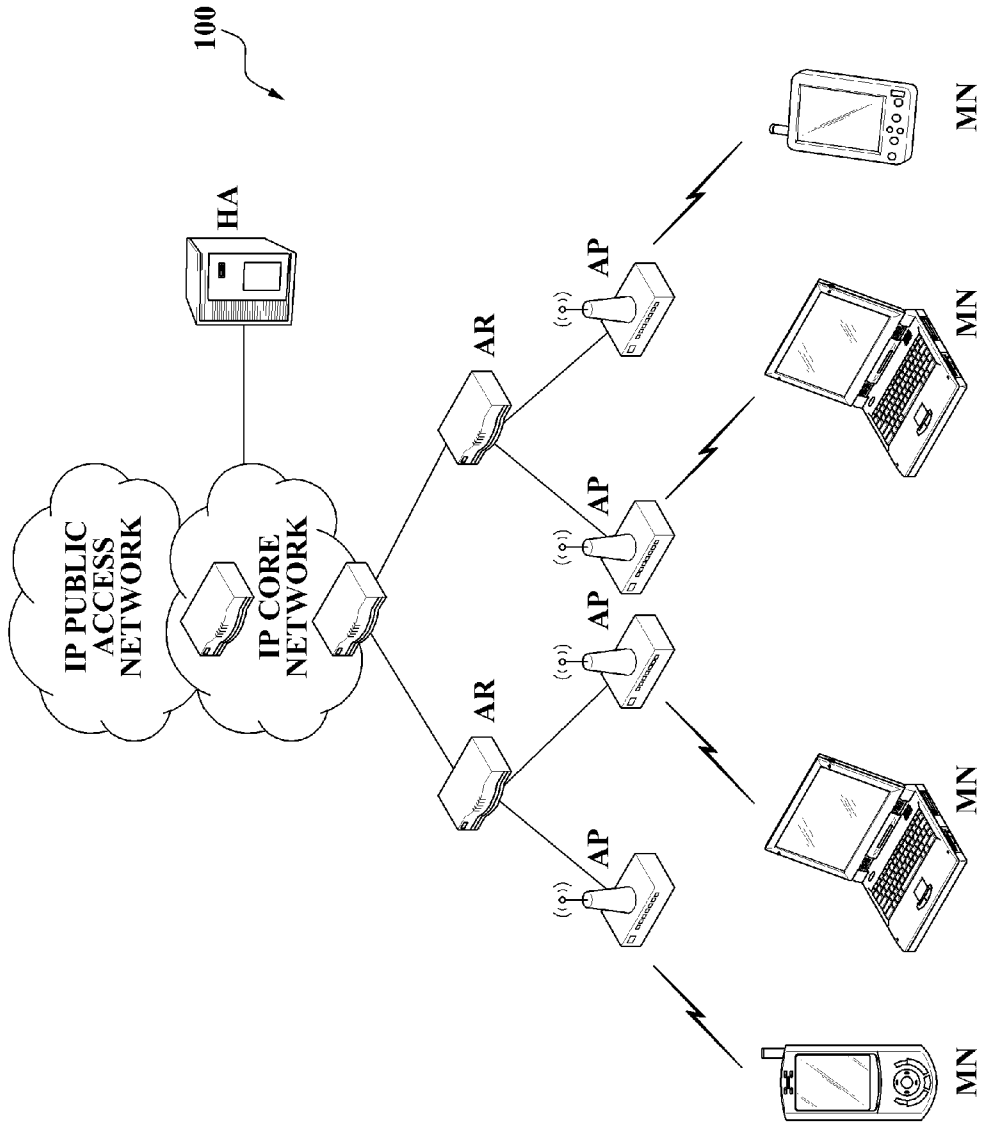 100
IP PUBLIC
ACCESS
NETWORK
HA
IP CORE
NETWORK
AR
AR
AP
AP
AP
AP
MN
MN
MN
MN